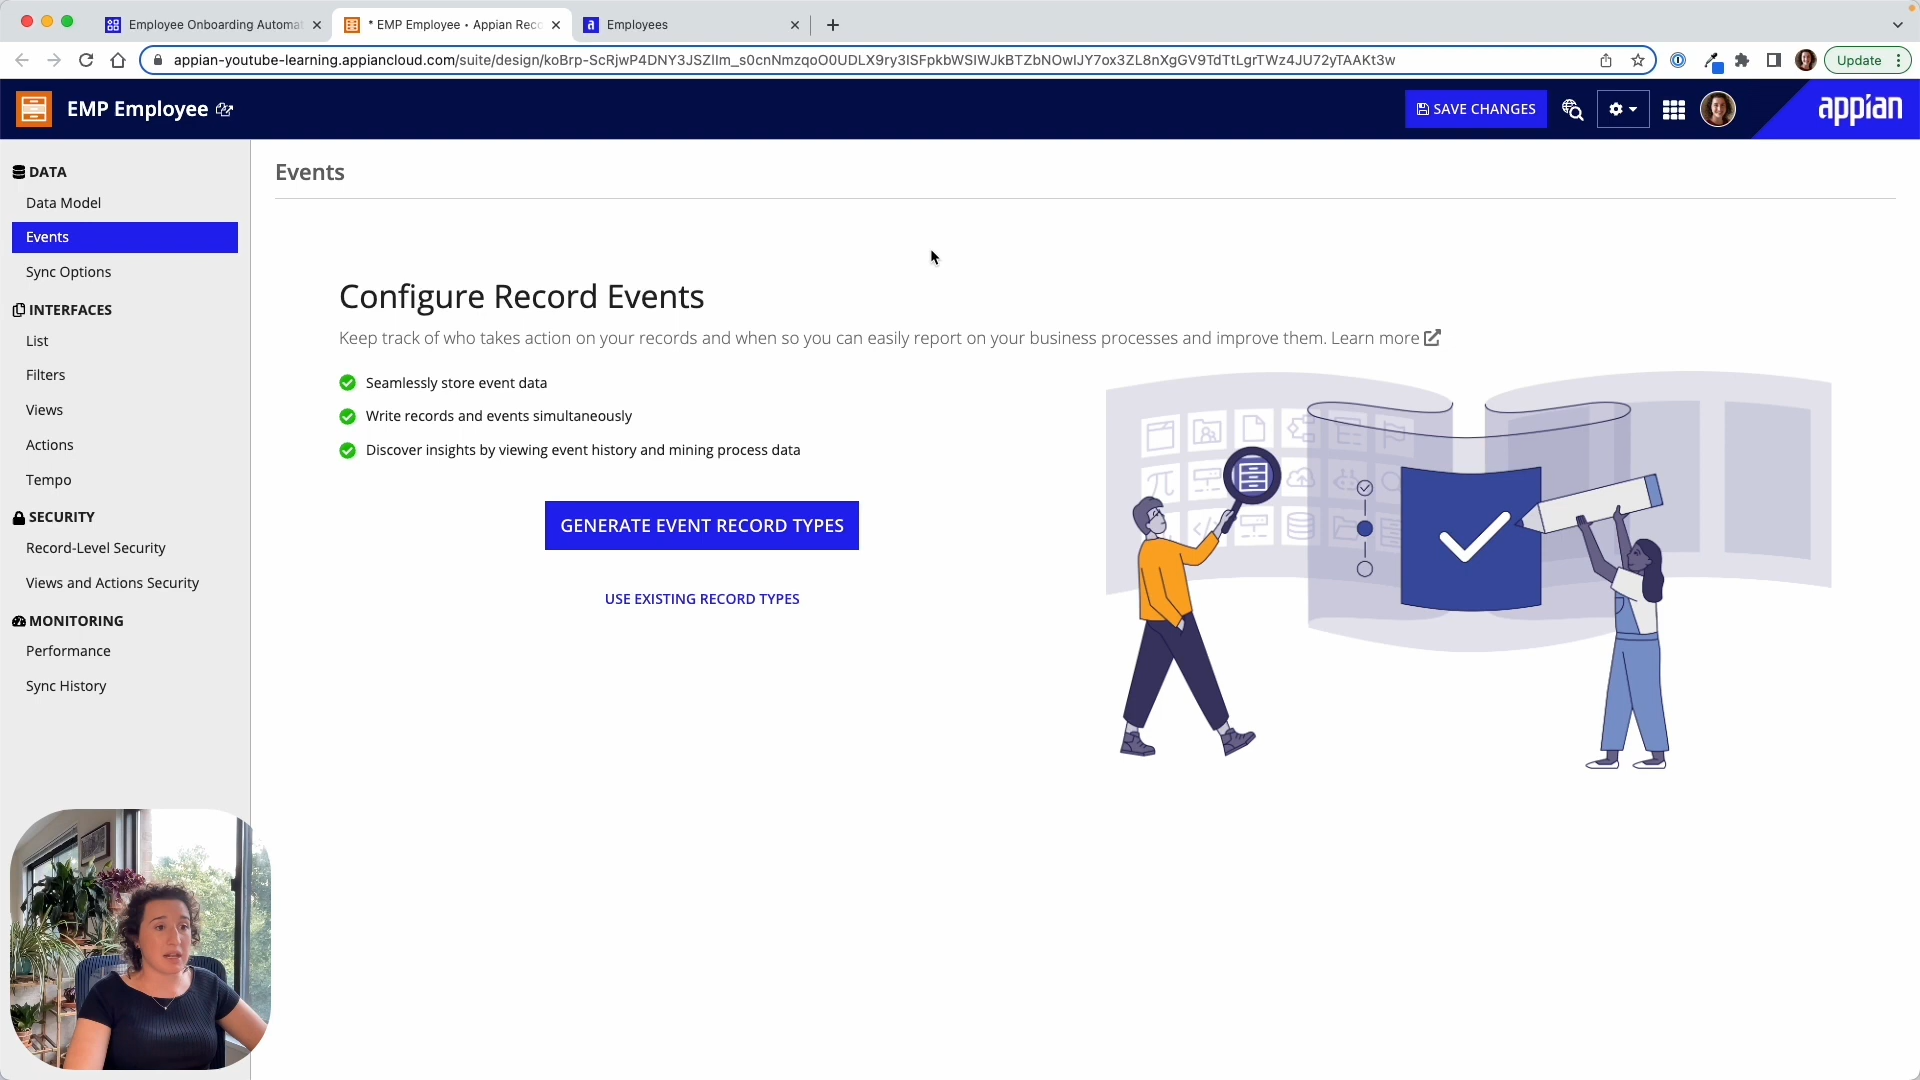 Employee Onboarding Automat
* EMP Employee • Appian Reco
Employees
appian-youtube-learning.appiancloud.com/suite/design/koBrp-ScRjwP4DNY3JSZIlm_s0cnNmzqoO0UDLX9ry3ISFpkbWSIWJkBTZbNOwIJY7ox3ZL8nXgGV9TdTtLgrTWz4JU72yTAAKt3w
Update
EMP Employee
SAVE CHANGES
appian
DATA
Data Model
Events
Sync Options
INTERFACES
List
Filters
Views
Actions
Tempo
SECURITY
Record-Level Security
Views and Actions Security
MONITORING
Performance
Sync History
Events
Configure Record Events
Keep track of who takes action on your records and when so you can easily report on your business processes and improve them. Learn more
Seamlessly store event data
Write records and events simultaneously
Discover insights by viewing event history and mining process data
GENERATE EVENT RECORD TYPES
USE EXISTING RECORD TYPES